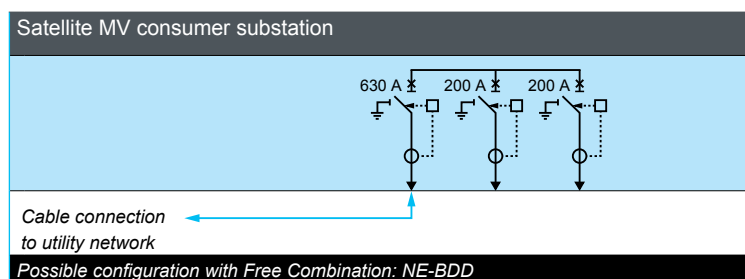 Satellite MV consumer substation
630 A 200 A 200 A
Cable connection
to utility network
Possible configuration with Free Combination: NE-BDD